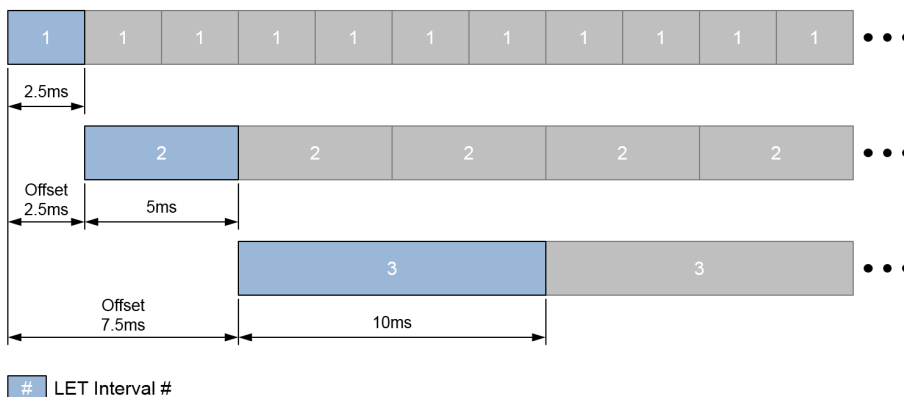 1 1 1 1 1 1 1 1 1 1 1 • • •
2.5ms
2 2 2 2 2 • • •
Offset
2.5ms
5ms
3 3 • • •
Offset
7.5ms
10ms
# LET Interval #